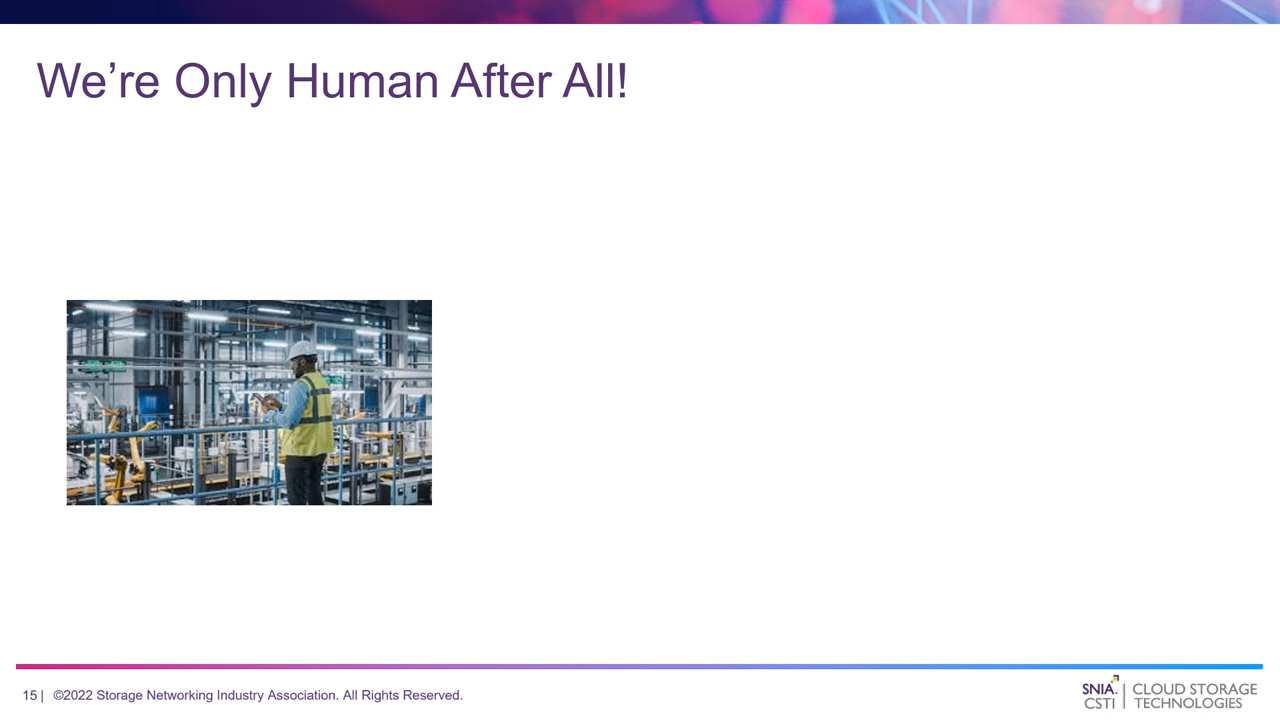 We’re Only Human After All!
15 | ©2022 Storage Networking Industry Association. All Rights Reserved.
SNIA. | CLOUD STORAGE
CSTI | TECHNOLOGIES